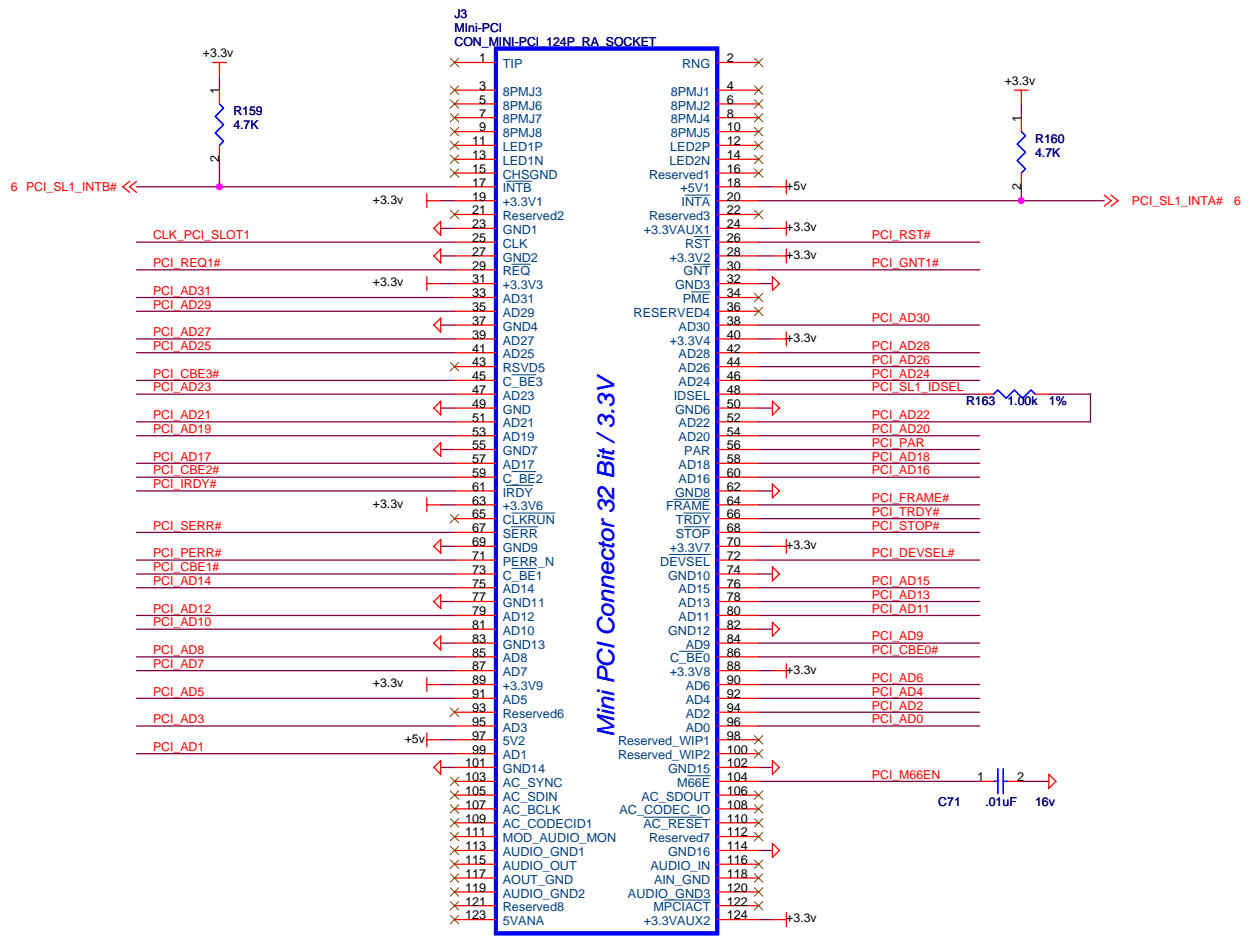 J3
MIni-PCI
CON_MINI-PCI_124P_RA_SOCKET
+3.3v
1
R159
4.7K
2
6 PCI_SL1_INTB#
+3.3v
1
R160
4.7K
2
PCI_SL1_INTA# 6
1 TIP RNG 2
3 8PMJ3 8PMJ1 4
5 8PMJ6 8PMJ2 6
7 8PMJ7 8PMJ4 8
9 8PMJ8 8PMJ5 10
11 LED1P LED2P 12
13 LED1N LED2N 14
15 CHSGND Reserved1 16
17 INTB +5V1 18 +5v
+3.3v 19 +3.3V1 INTA 20
21 Reserved2 Reserved3 22
23 GND1 +3.3VAUX1 24 +3.3v
CLK_PCI_SLOT1 25 CLK RST 26 PCI_RST#
27 GND2 +3.3V2 28 +3.3v
PCI_REQ1# 29 REQ GNT 30 PCI_GNT1#
+3.3v 31 +3.3V3 GND3 32
PCI_AD31 33 AD31 PME 34
PCI_AD29 35 AD29 RESERVED4 36
37 GND4 AD30 38 PCI_AD30
PCI_AD27 39 AD27 +3.3V4 40 +3.3v
PCI_AD25 41 AD25 AD28 42 PCI_AD28
43 RSVD5 AD26 44 PCI_AD26
PCI_CBE3# 45 C_BE3 AD24 46 PCI_AD24
PCI_AD23 47 AD23 IDSEL 48 PCI_SL1_IDSEL R163 1.00k 1%
49 GND GND6 50
PCI_AD21 51 AD21 AD22 52 PCI_AD22
PCI_AD19 53 AD19 AD20 54 PCI_AD20
55 GND7 PAR 56 PCI_PAR
PCI_AD17 57 AD17 AD18 58 PCI_AD18
PCI_CBE2# 59 C_BE2 AD16 60 PCI_AD16
PCI_IRDY# 61 IRDY GND8 62
+3.3v 63 +3.3V6 FRAME 64 PCI_FRAME#
65 CLKRUN TRDY 66 PCI_TRDY#
PCI_SERR# 67 SERR STOP 68 PCI_STOP#
69 GND9 +3.3V7 70 +3.3v
PCI_PERR# 71 PERR_N DEVSEL 72 PCI_DEVSEL#
PCI_CBE1# 73 C_BE1 GND10 74
PCI_AD14 75 AD14 AD15 76 PCI_AD15
77 GND11 AD13 78 PCI_AD13
PCI_AD12 79 AD12 AD11 80 PCI_AD11
PCI_AD10 81 AD10 GND12 82
83 GND13 AD9 84 PCI_AD9
PCI_AD8 85 AD8 C_BE0 86 PCI_CBE0#
PCI_AD7 87 AD7 +3.3V8 88 +3.3v
+3.3v 89 +3.3V9 AD6 90 PCI_AD6
PCI_AD5 91 AD5 AD4 92 PCI_AD4
93 Reserved6 AD2 94 PCI_AD2
PCI_AD3 95 AD3 AD0 96 PCI_AD0
+5v 97 5V2 Reserved_WIP1 98
PCI_AD1 99 AD1 Reserved_WIP2 100
101 GND14 GND15 102
103 AC_SYNC M66E 104 PCI_M66EN 1 2
C71 .01uF 16v
105 AC_SDIN AC_SDOUT 106
107 AC_BCLK AC_CODEC_IO 108
109 AC_CODECID1 AC_RESET 110
111 MOD_AUDIO_MON Reserved7 112
113 AUDIO_GND1 GND16 114
115 AUDIO_OUT AUDIO_IN 116
117 AOUT_GND AIN_GND 118
119 AUDIO_GND2 AUDIO_GND3 120
121 Reserved8 MPCIACT 122
123 5VANA +3.3VAUX2 124 +3.3v
Mini PCI Connector 32 Bit / 3.3V